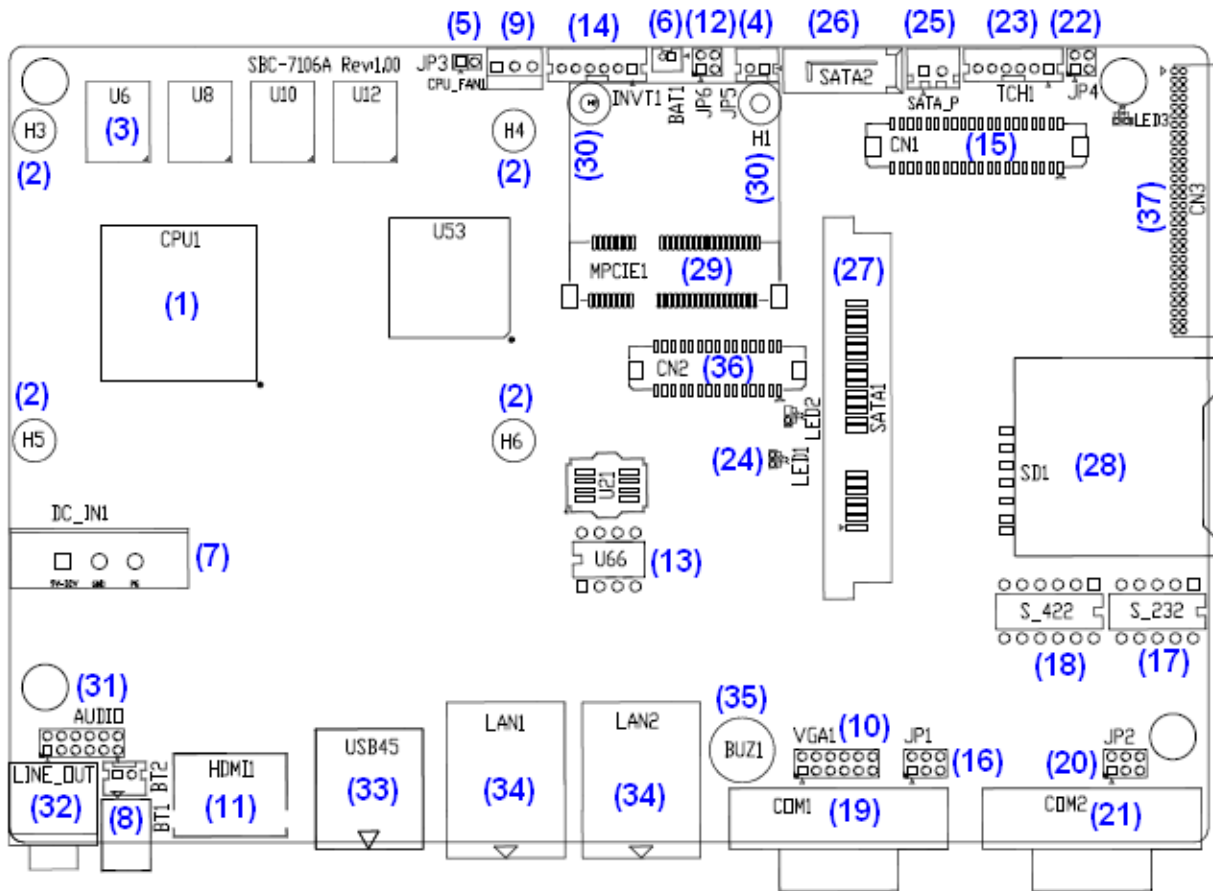 (5) (9) (14) (6) (12) (4) (26) (25) (23) (22)
SBC-7106A Rev:1.00
JP3
CPU_FAN1
INVT1
BAT1
JP6
JP5
SATA2
SATA_P
TCH1
JP4
LED3
U6 U8 U10 U12
(3)
H3
(2)
H4
(2)
(30)
H1
(30)
CN1
(15)
(37)
CN3
CPU1
(1)
U53
MPCIE1
(29)
(27)
SATA1
CN2
(36)
LED2
(24)
LED1
(2)
H5
(2)
H6
SD1
(28)
U21
DC_IN1
(7)
GND
U66
(13)
S_422
(18)
S_232
(17)
(31)
AUDIO
LINE_OUT
(32)
BT2
BT1
(8)
HDMI1
(11)
USB45
(33)
LAN1
(34)
LAN2
(34)
(35)
BUZ1
VGA1
(10)
JP1
(16)
(20)
JP2
COM1
(19)
COM2
(21)